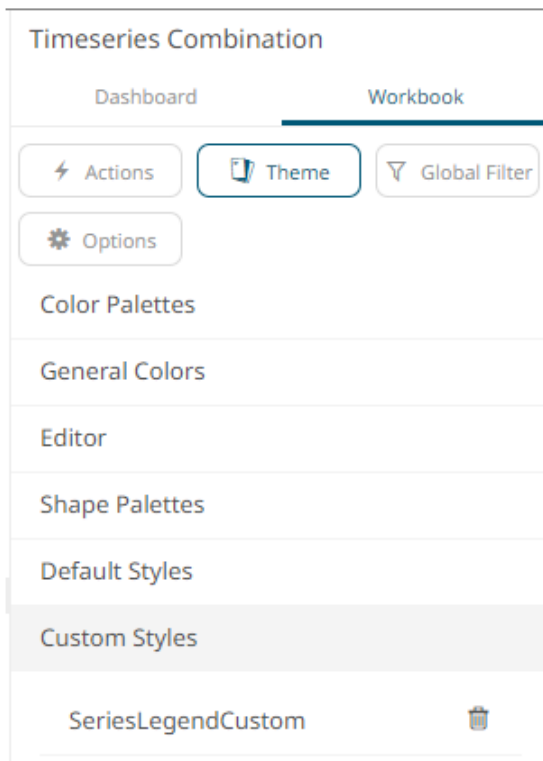 Timeseries Combination
Dashboard Workbook
Actions Theme Global Filter
Options
Color Palettes
General Colors
Editor
Shape Palettes
Default Styles
Custom Styles
SeriesLegendCustom